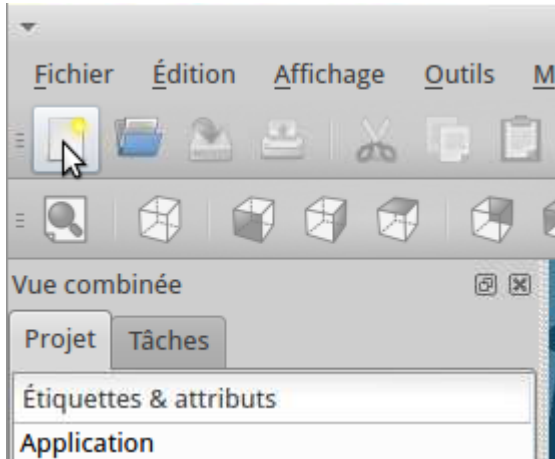 Fichier Édition Affichage Outils M
Vue combinée
Projet Tâches
Étiquettes & attributs
Application